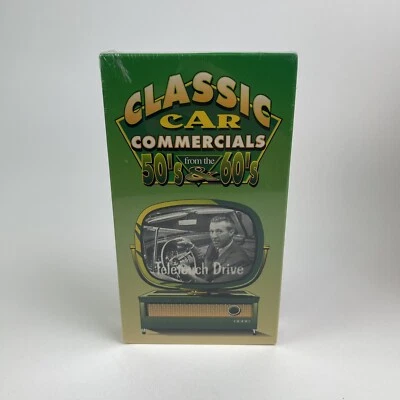 CLASSIC
CAR
COMMERCIALS
from the
50's & 60's
Teletouch Drive